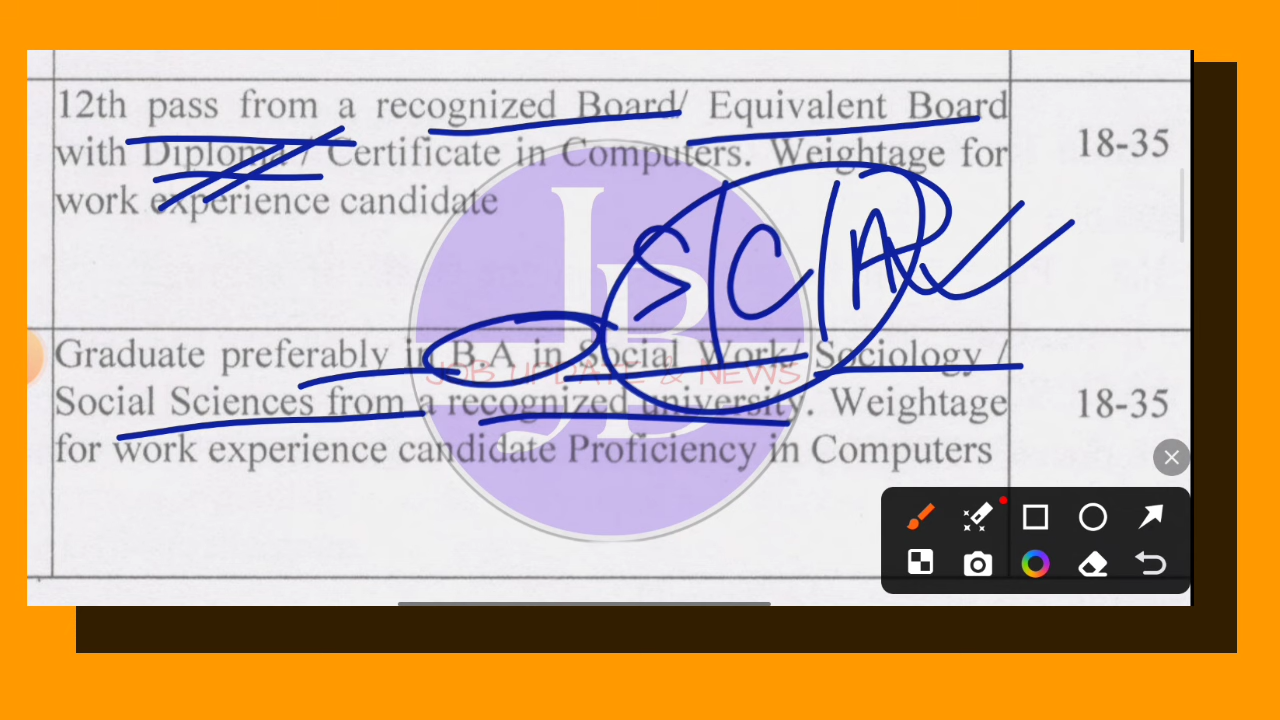 12th pass from a recognized Board/ Equivalent Board
with Diploma / Certificate in Computers. Weightage for
work experience candidate
18-35
S C A
JB
Graduate preferably in B.A in Social Work/ Sociology /
JOB UPDATE & NEWS
Social Sciences from a recognized university. Weightage
for work experience candidate Proficiency in Computers
18-35